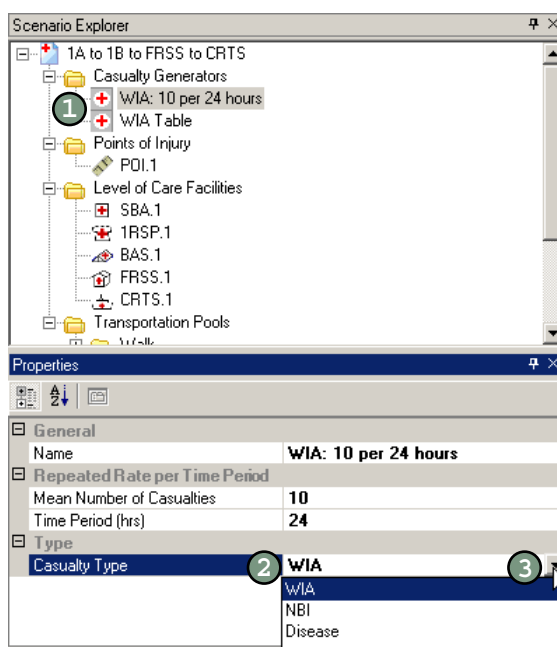 Scenario Explorer
1A to 1B to FRSS to CRTS
Casualty Generators
1
WIA: 10 per 24 hours
WIA Table
Points of Injury
POI.1
Level of Care Facilities
SBA.1
1RSP.1
BAS.1
FRSS.1
CRTS.1
Transportation Pools
Walk
Properties
General
Name WIA: 10 per 24 hours
Repeated Rate per Time Period
Mean Number of Casualties 10
Time Period (hrs) 24
Type
Casualty Type 2 WIA 3
WIA
NBI
Disease